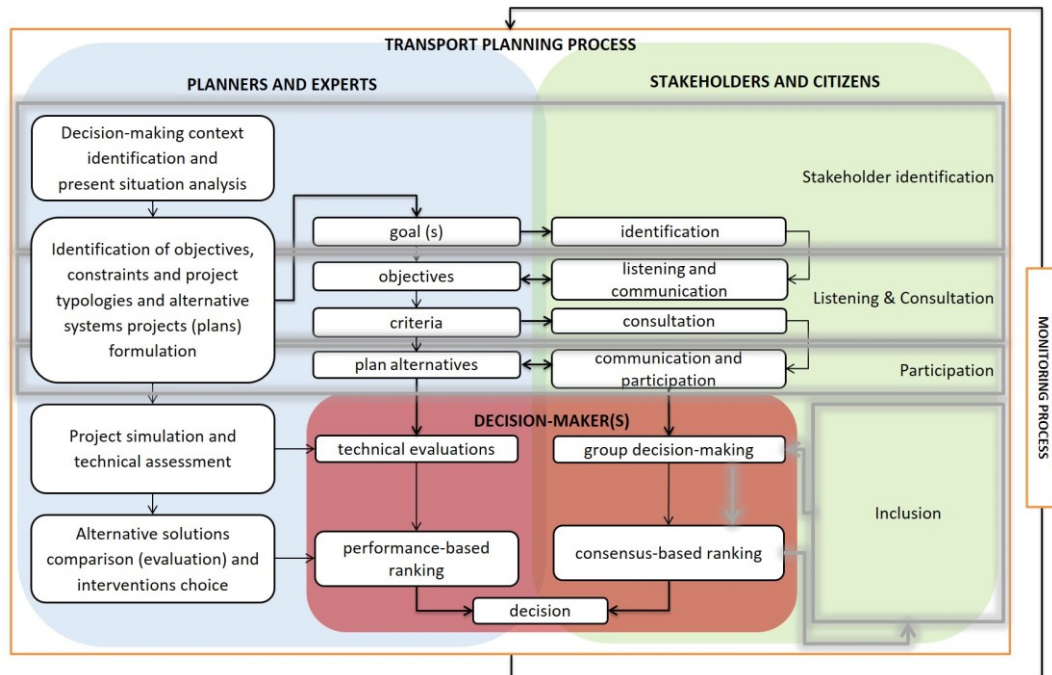 TRANSPORT PLANNING PROCESS
PLANNERS AND EXPERTS
STAKEHOLDERS AND CITIZENS
Decision-making context
identification and
present situation analysis
Stakeholder identification
Identification of objectives,
constraints and project
typologies and alternative
systems projects (plans)
formulation
goal (s)
identification
objectives
listening and
communication
Listening & Consultation
criteria
consultation
plan alternatives
communication and
participation
Participation
DECISION-MAKER(S)
Project simulation and
technical assessment
technical evaluations
group decision-making
Inclusion
Alternative solutions
comparison (evaluation) and
interventions choice
performance-based
ranking
consensus-based ranking
decision
MONITORING PROCESS